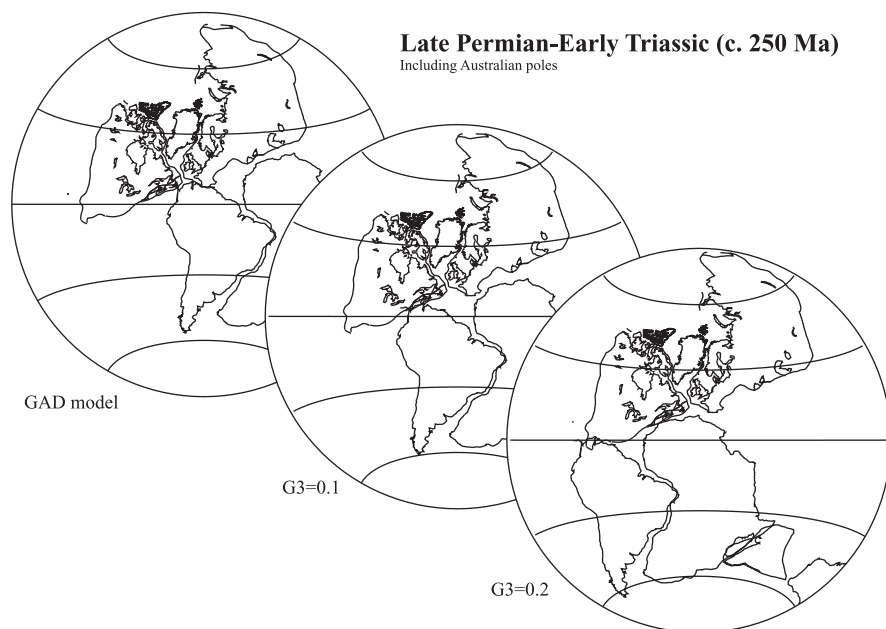 Late Permian-Early Triassic (c. 250 Ma)
Including Australian poles
GAD model
G3=0.1
G3=0.2